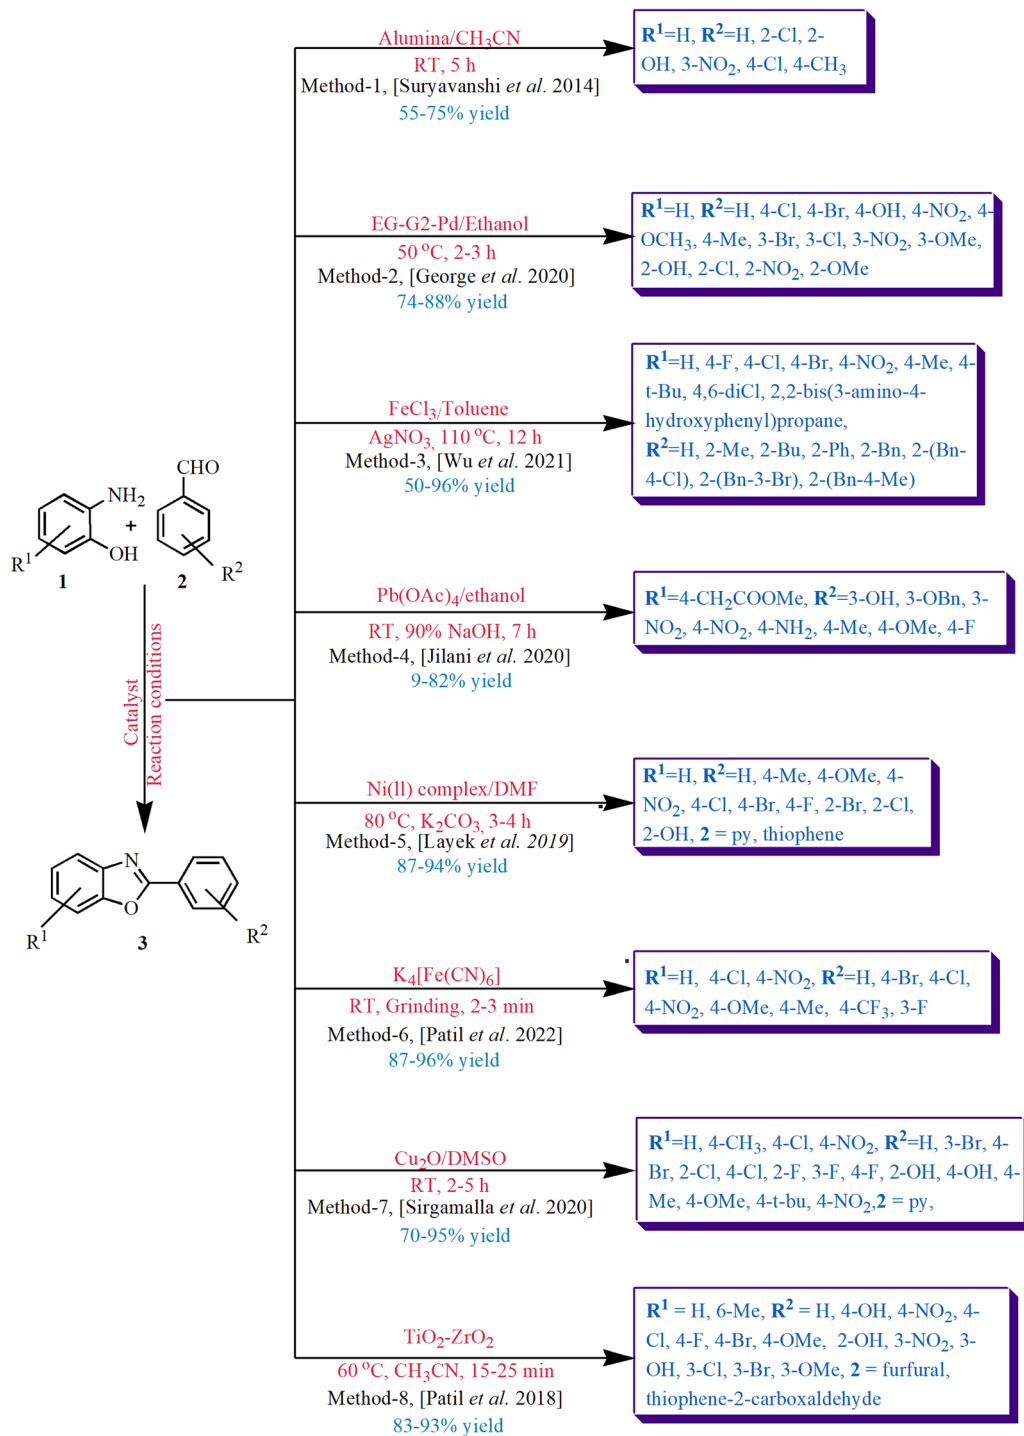 Alumina/CH3CN
RT, 5 h
Method-1, [Suryavanshi et al. 2014]
55-75% yield
R1=H, R2=H, 2-Cl, 2-
OH, 3-NO2, 4-Cl, 4-CH3
EG-G2-Pd/Ethanol
50 oC, 2-3 h
Method-2, [George et al. 2020]
74-88% yield
R1=H, R2=H, 4-Cl, 4-Br, 4-OH, 4-NO2, 4-
OCH3, 4-Me, 3-Br, 3-Cl, 3-NO2, 3-OMe,
2-OH, 2-Cl, 2-NO2, 2-OMe
FeCl3/Toluene
AgNO3, 110 oC, 12 h
Method-3, [Wu et al. 2021]
50-96% yield
R1=H, 4-F, 4-Cl, 4-Br, 4-NO2, 4-Me, 4-
t-Bu, 4,6-diCl, 2,2-bis(3-amino-4-
hydroxyphenyl)propane,
R2=H, 2-Me, 2-Bu, 2-Ph, 2-Bn, 2-(Bn-
4-Cl), 2-(Bn-3-Br), 2-(Bn-4-Me)
CHO
NH2
+
OH
R1
R2
1
2
Pb(OAc)4/ethanol
RT, 90% NaOH, 7 h
Method-4, [Jilani et al. 2020]
9-82% yield
R1=4-CH2COOMe, R2=3-OH, 3-OBn, 3-
NO2, 4-NO2, 4-NH2, 4-Me, 4-OMe, 4-F
Catalyst
Reaction conditions
Ni(ll) complex/DMF
80 oC, K2CO3, 3-4 h
Method-5, [Layek et al. 2019]
87-94% yield
R1=H, R2=H, 4-Me, 4-OMe, 4-
NO2, 4-Cl, 4-Br, 4-F, 2-Br, 2-Cl,
2-OH, 2 = py, thiophene
N
O
R1
R2
3
K4[Fe(CN)6]
RT, Grinding, 2-3 min
Method-6, [Patil et al. 2022]
87-96% yield
R1=H, 4-Cl, 4-NO2, R2=H, 4-Br, 4-Cl,
4-NO2, 4-OMe, 4-Me, 4-CF3, 3-F
Cu2O/DMSO
RT, 2-5 h
Method-7, [Sirgamalla et al. 2020]
70-95% yield
R1=H, 4-CH3, 4-Cl, 4-NO2, R2=H, 3-Br, 4-
Br, 2-Cl, 4-Cl, 2-F, 3-F, 4-F, 2-OH, 4-OH, 4-
Me, 4-OMe, 4-t-bu, 4-NO2,2 = py,
TiO2-ZrO2
60 oC, CH3CN, 15-25 min
Method-8, [Patil et al. 2018]
83-93% yield
R1 = H, 6-Me, R2 = H, 4-OH, 4-NO2, 4-
Cl, 4-F, 4-Br, 4-OMe, 2-OH, 3-NO2, 3-
OH, 3-Cl, 3-Br, 3-OMe, 2 = furfural,
thiophene-2-carboxaldehyde